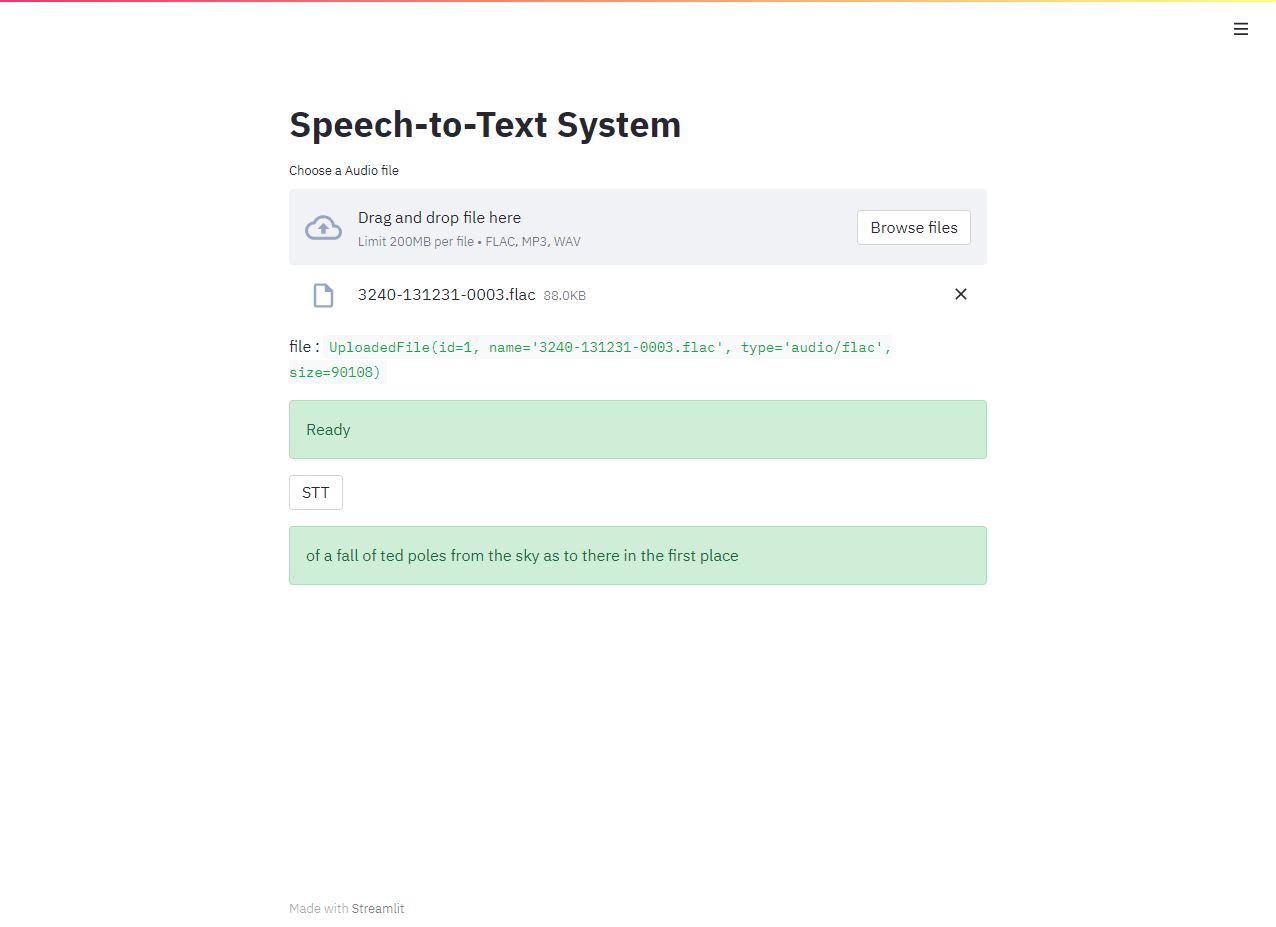 Speech-to-Text System
Choose a Audio file
Drag and drop file here
Limit 200MB per file • FLAC, MP3, WAV
Browse files
3240-131231-0003.flac 88.0KB
file : UploadedFile(id=1, name='3240-131231-0003.flac', type='audio/flac',
size=90108)
Ready
STT
of a fall of ted poles from the sky as to there in the first place
Made with Streamlit